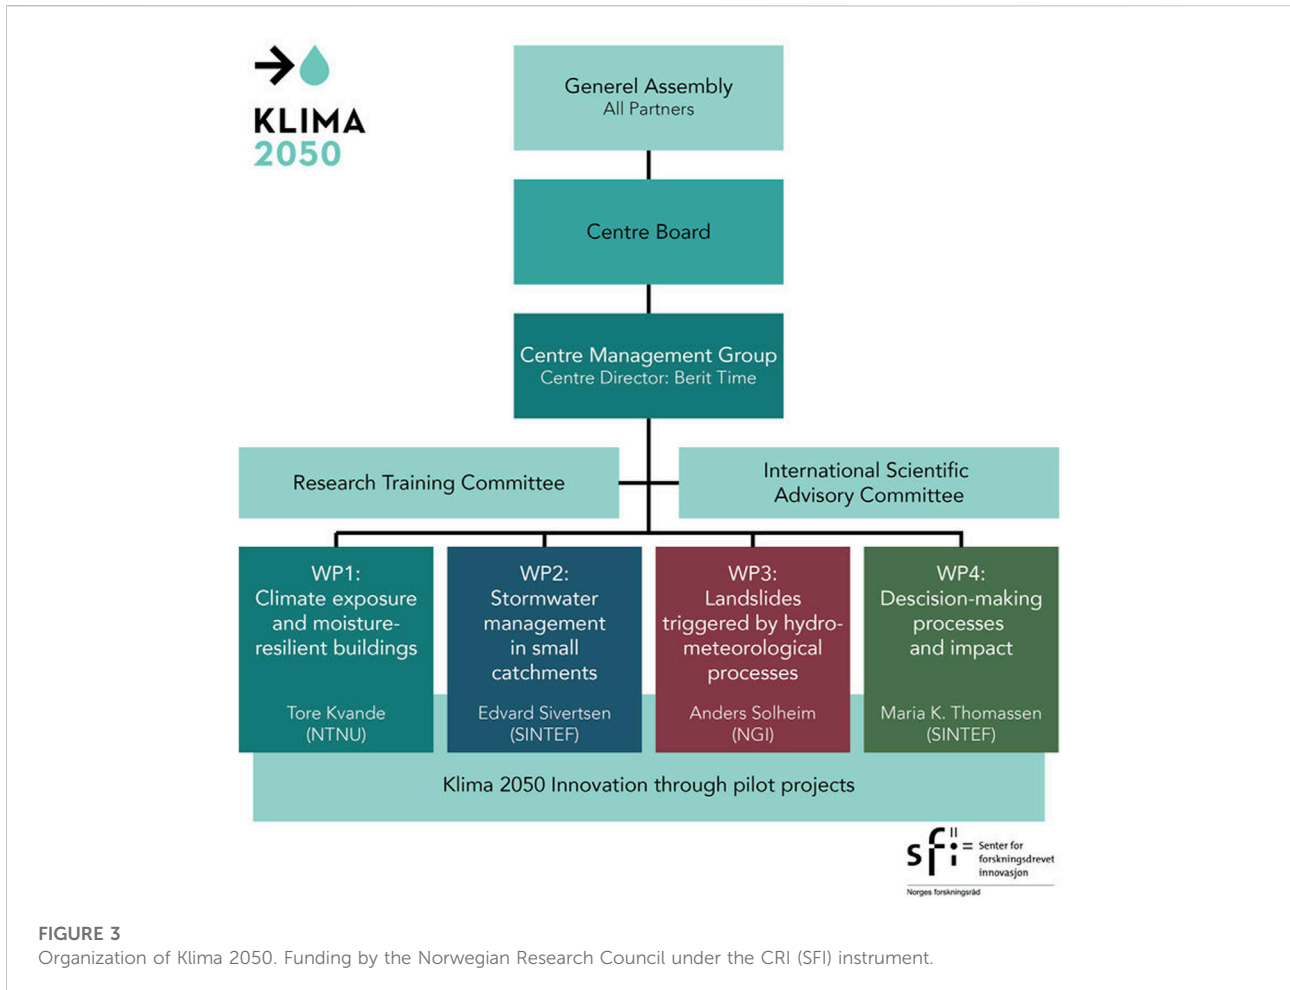 KLIMA
2050
Generel Assembly
All Partners
Centre Board
Centre Management Group
Centre Director: Berit Time
Research Training Committee
International Scientific
Advisory Committee
WP1:
Climate exposure
and moisture-
resilient buildings
Tore Kvande
(NTNU)
WP2:
Stormwater
management
in small
catchments
Edvard Sivertsen
(SINTEF)
WP3:
Landslides
triggered by hydro-
meteorological
processes
Anders Solheim
(NGI)
WP4:
Descision-making
processes
and impact
Maria K. Thomassen
(SINTEF)
Klima 2050 Innovation through pilot projects
sfi
Senter for
forskningsdrevet
innovasjon
Norges forskningsråd
FIGURE 3
Organization of Klima 2050. Funding by the Norwegian Research Council under the CRI (SFI) instrument.